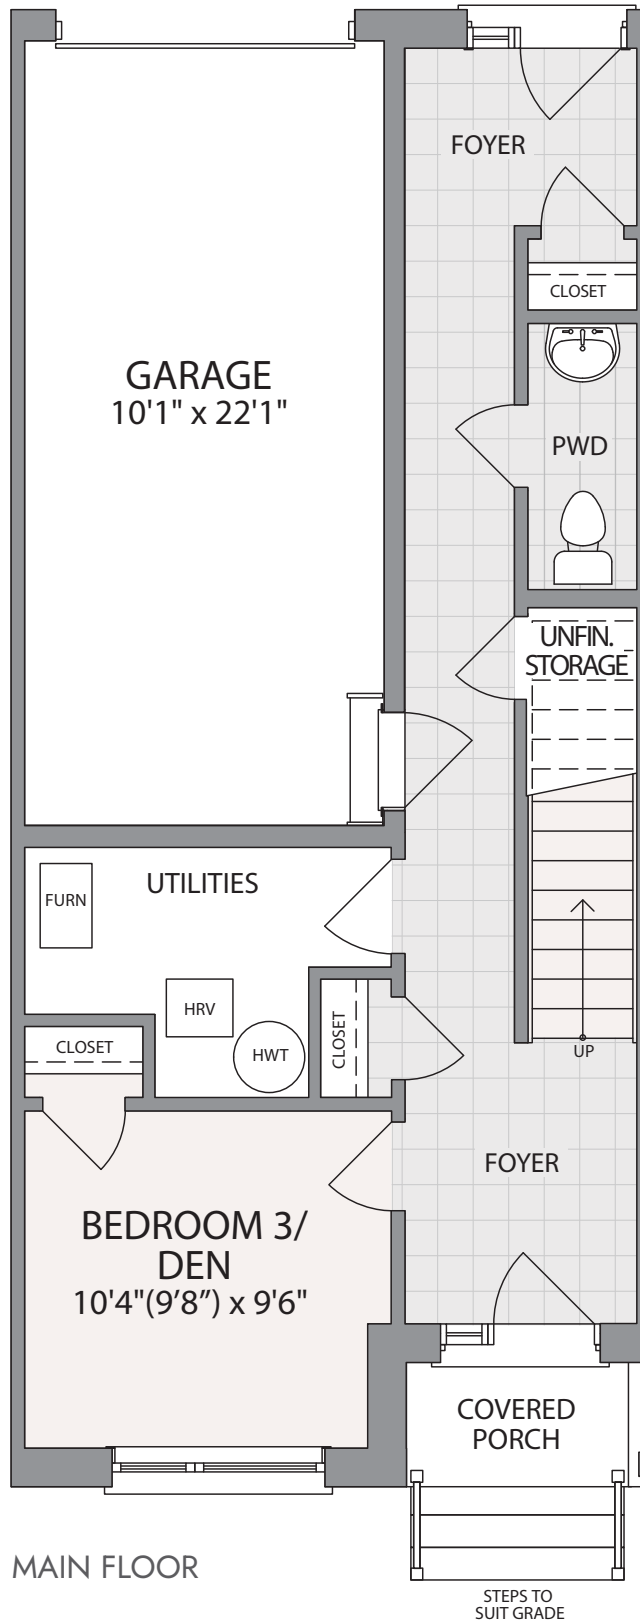 FOYER
CLOSET
GARAGE
10'1" x 22'1"
PWD
UNFIN.
STORAGE
UTILITIES
FURN
HRV
CLOSET
HWT
CLOSET
UP
FOYER
BEDROOM 3/
DEN
10'4"(9’8”) x 9'6"
COVERED
PORCH
MAIN FLOOR
STEPS TO
SUIT GRADE